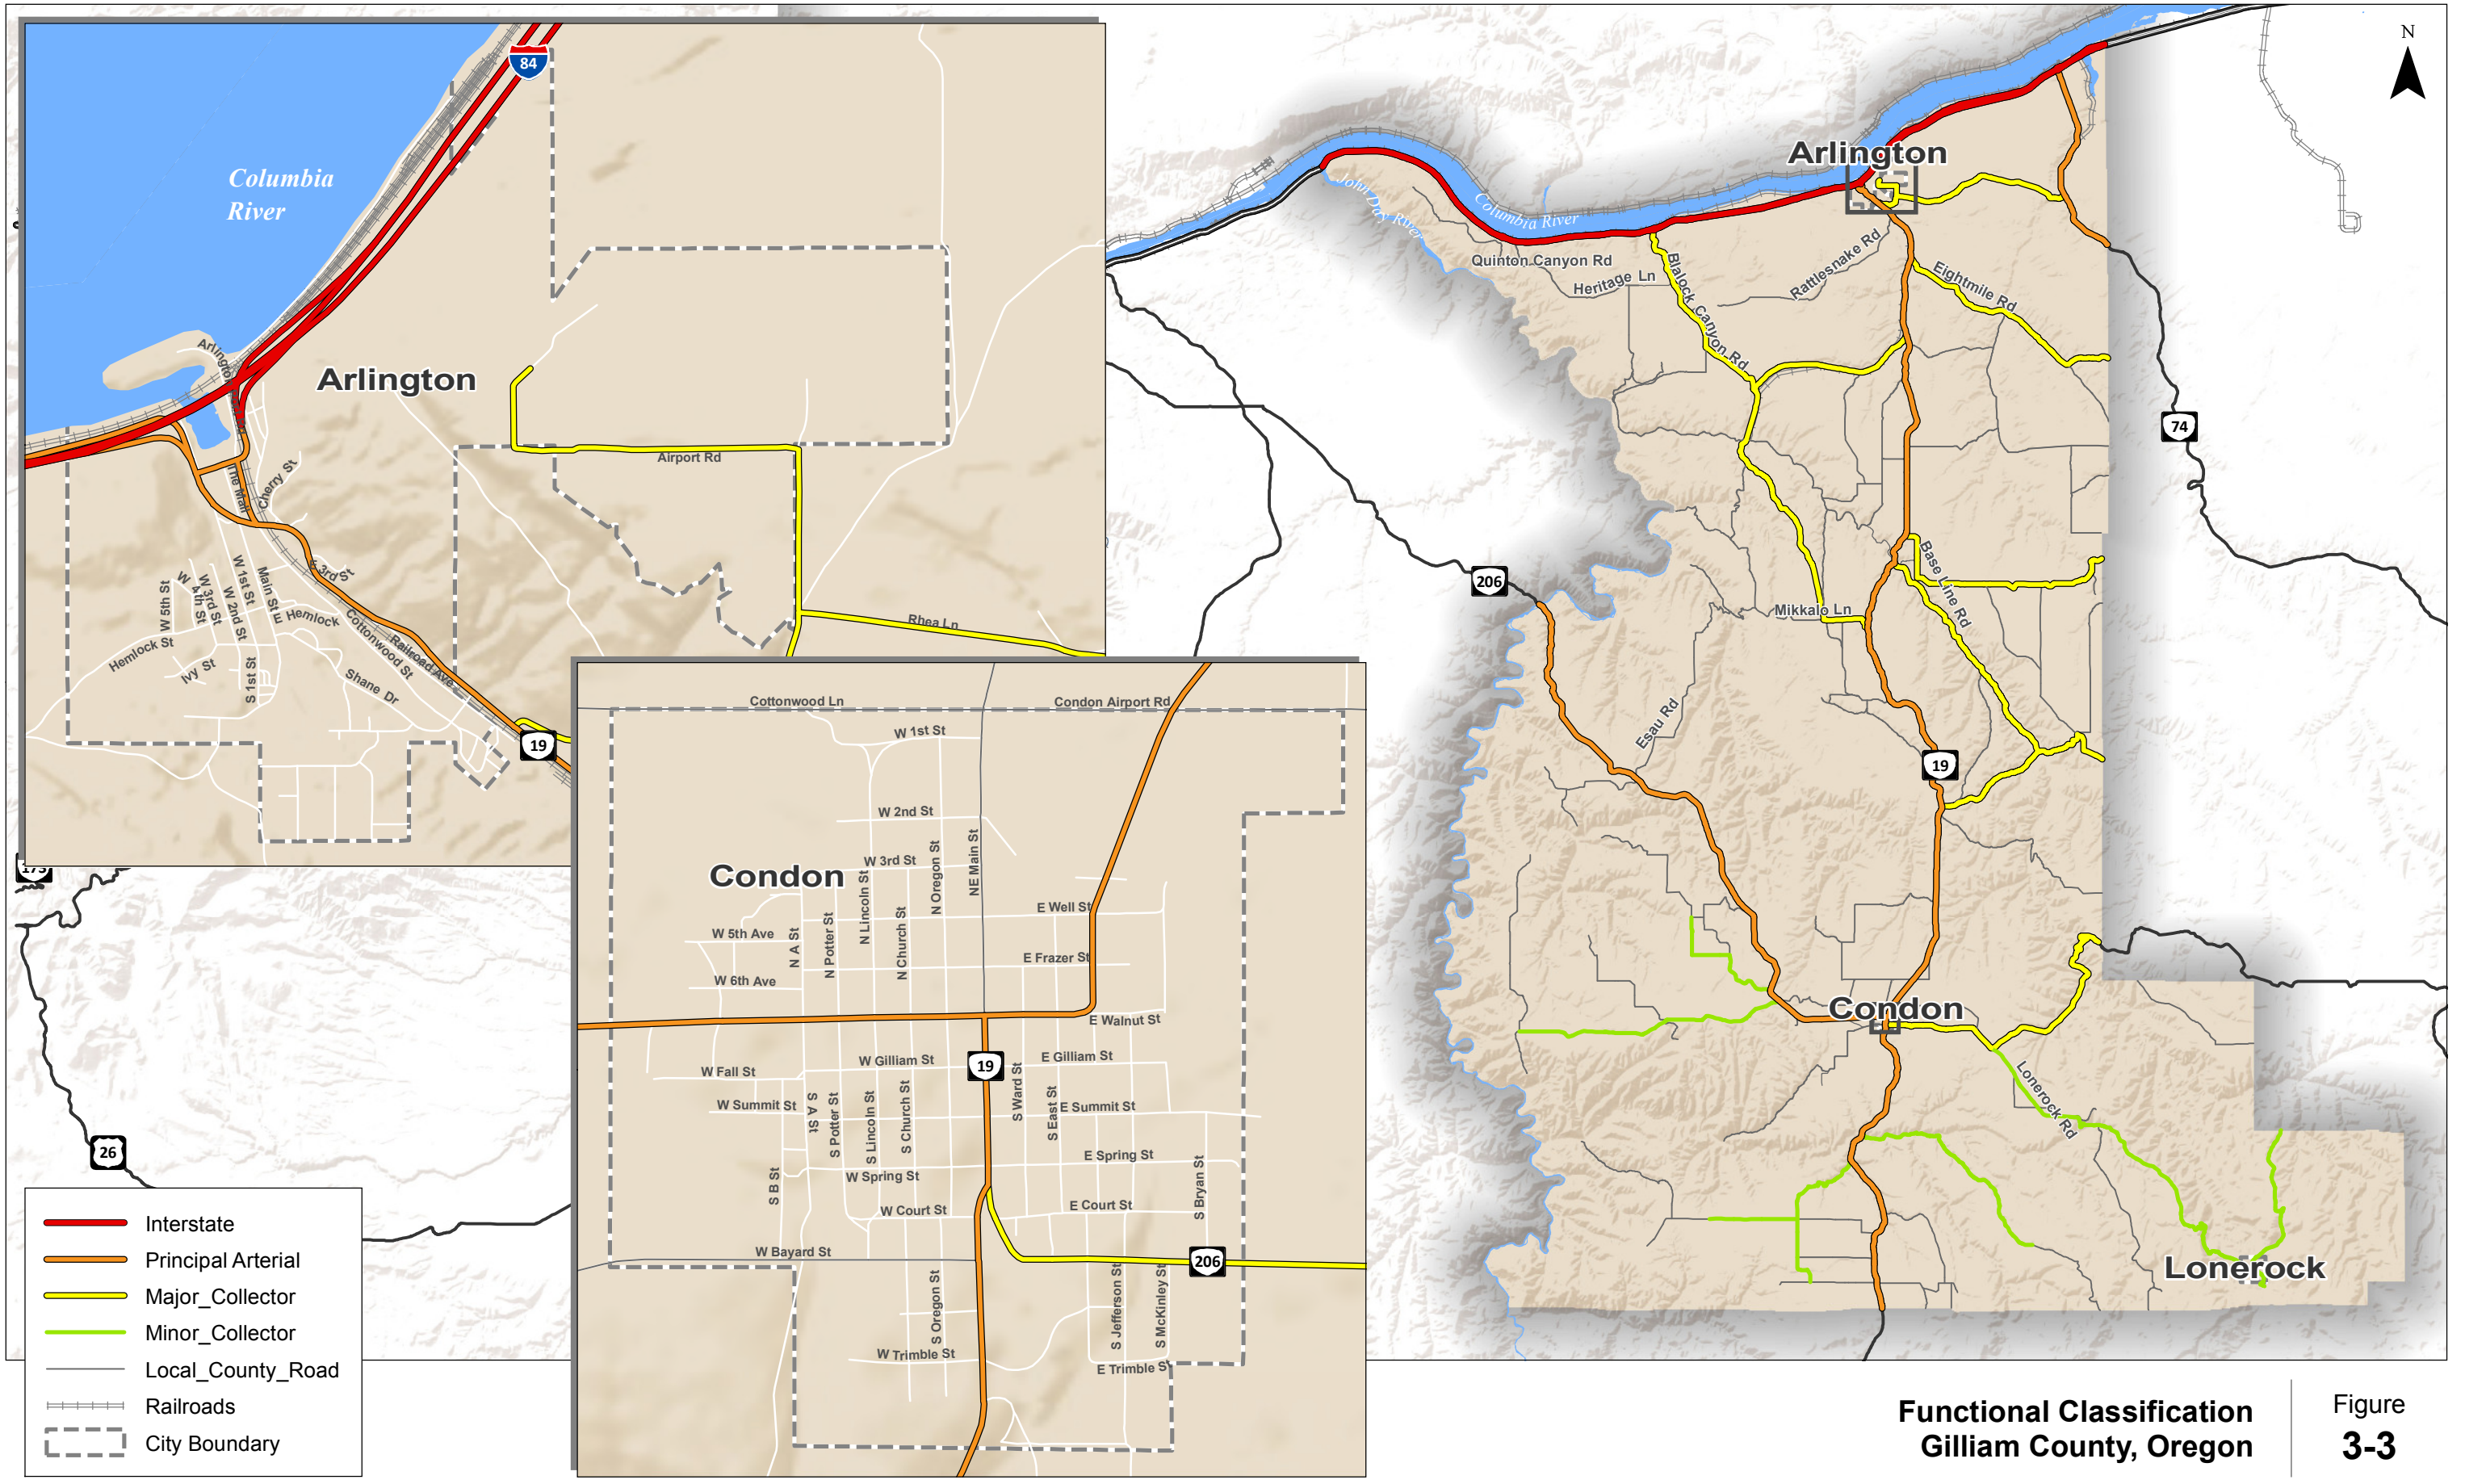 84
Columbia
River
Arlington
Arlington
The Mall
Cherry St
Airport Rd
E 3rd St
W 5th St
W 4th St
W 3rd St
W 2nd St
W 1st St
Main St
E Hemlock
Hemlock St
Ivy St
S 1st St
Cottonwood St
Railroad Ave
Shane Dr
Rhea Ln
19
Cottonwood Ln
Condon Airport Rd
W 1st St
W 2nd St
W 3rd St
Condon
N Lincoln St
N Oregon St
NE Main St
E Well St
W 5th Ave
N A St
N Potter St
N Church St
E Frazer St
W 6th Ave
E Walnut St
W Gilliam St
19
E Gilliam St
W Fall St
W Summit St
S A St
S Potter St
S Lincoln St
S Church St
S Ward St
S East St
E Summit St
E Spring St
S B St
W Spring St
S Bryan St
W Court St
E Court St
W Bayard St
206
S Oregon St
S Jefferson St
S McKinley St
W Trimble St
E Trimble St
N
Arlington
John Day River
Columbia River
Quinton Canyon Rd
Heritage Ln
Blalock Canyon Rd
Rattlesnake Rd
Eightmile Rd
74
206
Base Line Rd
Mikkalo Ln
Esau Rd
19
Condon
Lonerock Rd
Lonerock
26
Interstate
Principal Arterial
Major_Collector
Minor_Collector
Local_County_Road
Railroads
City Boundary
Functional Classification
Gilliam County, Oregon
Figure
3-3